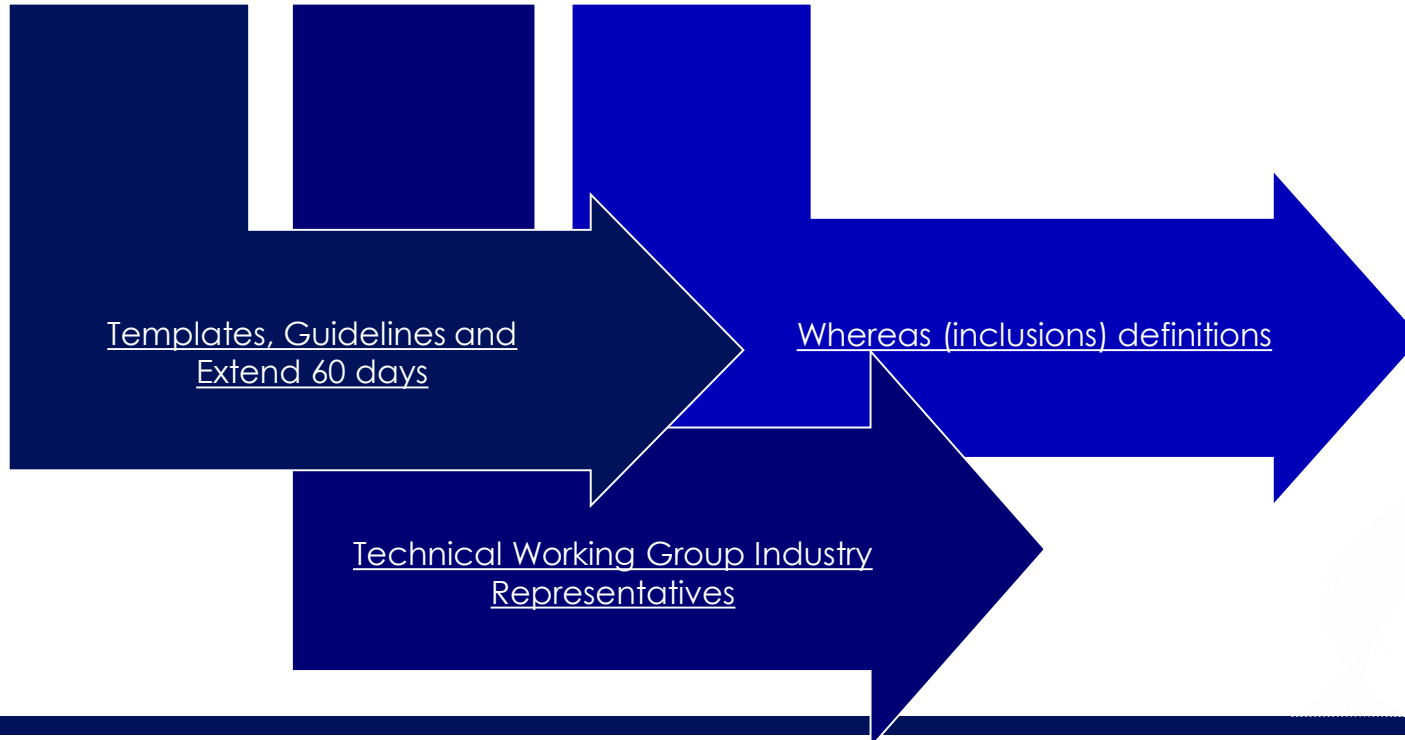 Templates, Guidelines and
Extend 60 days
Whereas (inclusions) definitions
Technical Working Group Industry
Representatives